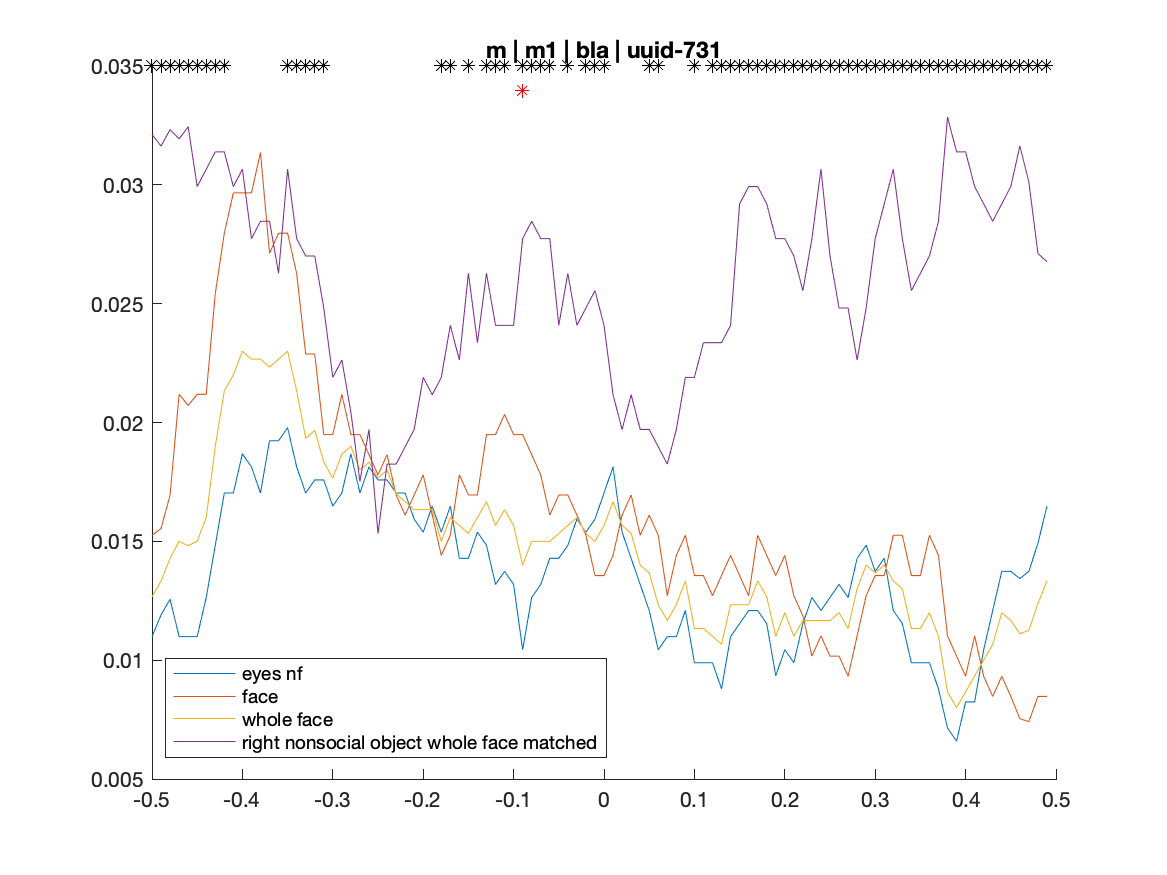 m | m1 | bla | uuid-731
0.035
0.03
0.025
0.02
0.015
0.01
0.005
eyes nf
face
whole face
right nonsocial object whole face matched
-0.5 -0.4 -0.3 -0.2 -0.1 0 0.1 0.2 0.3 0.4 0.5